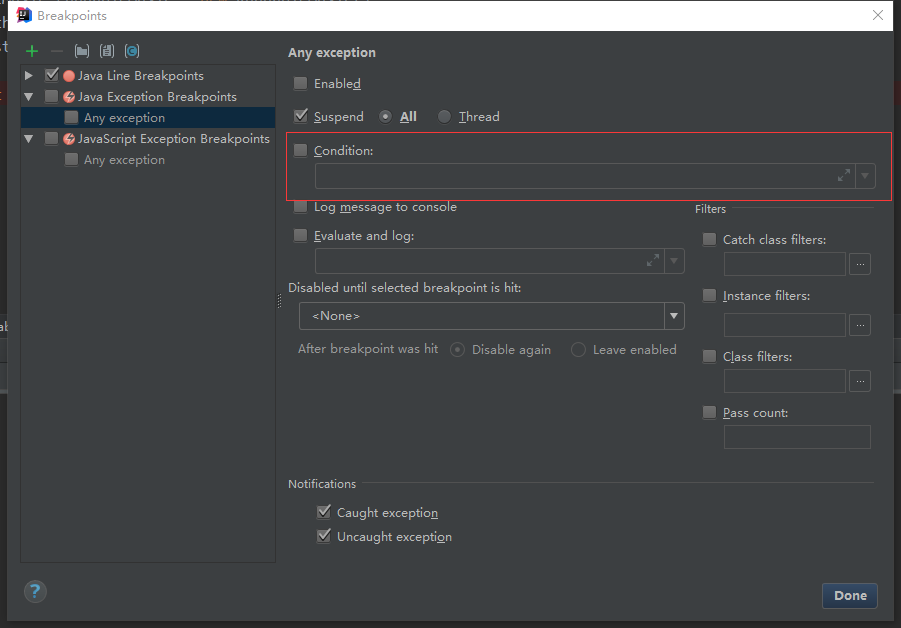 Breakpoints
Java Line Breakpoints
Java Exception Breakpoints
Any exception
JavaScript Exception Breakpoints
Any exception
Any exception
Enabled
Suspend All Thread
Condition:
Log message to console
Evaluate and log:
Disabled until selected breakpoint is hit:
<None>
After breakpoint was hit Disable again Leave enabled
Filters
Catch class filters:
...
Instance filters:
...
Class filters:
...
Pass count:
Notifications
Caught exception
Uncaught exception
?
Done